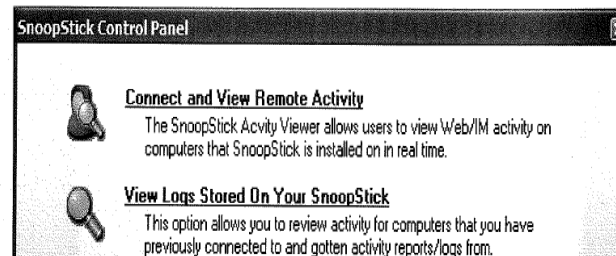 SnoopStick Control Panel
Connect and View Remote Activity
The SnoopStick Acvity Viewer allows users to view Web/IM activity on
computers that SnoopStick is installed on in real time.
View Logs Stored On Your SnoopStick
This option allows you to review activity for computers that you have
previously connected to and gotten activity reports/logs from.